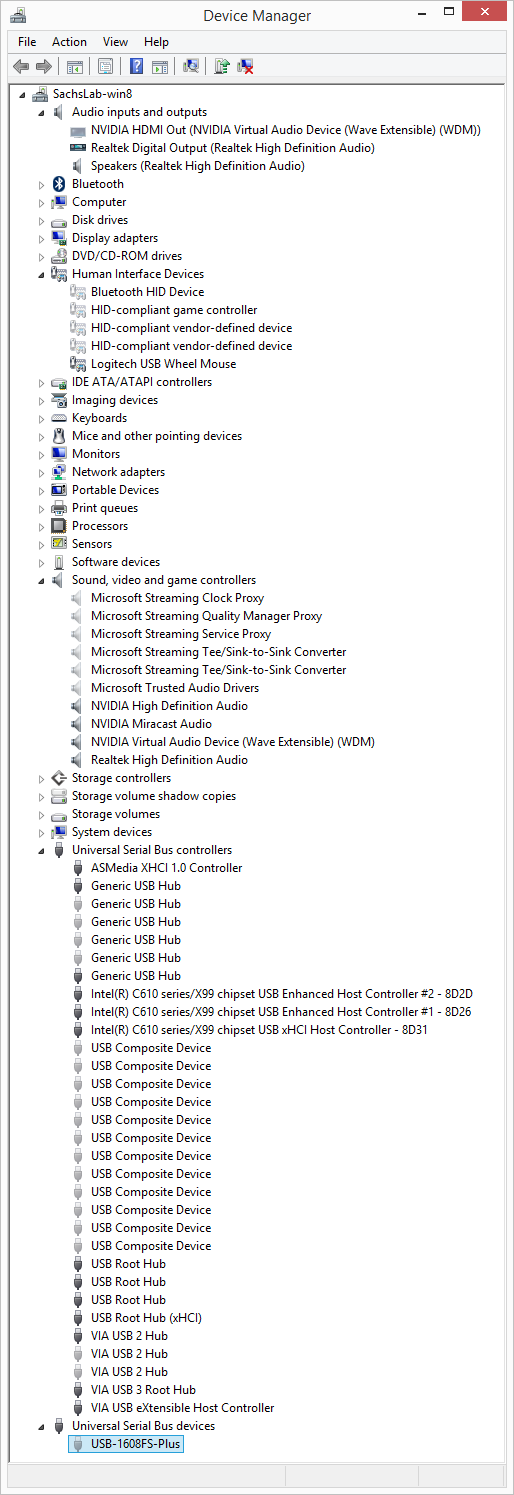 Device Manager
File Action View Help
SachsLab-win8
Audio inputs and outputs
NVIDIA HDMI Out (NVIDIA Virtual Audio Device (Wave Extensible) (WDM))
Realtek Digital Output (Realtek High Definition Audio)
Speakers (Realtek High Definition Audio)
Bluetooth
Computer
Disk drives
Display adapters
DVD/CD-ROM drives
Human Interface Devices
Bluetooth HID Device
HID-compliant game controller
HID-compliant vendor-defined device
HID-compliant vendor-defined device
Logitech USB Wheel Mouse
IDE ATA/ATAPI controllers
Imaging devices
Keyboards
Mice and other pointing devices
Monitors
Network adapters
Portable Devices
Print queues
Processors
Sensors
Software devices
Sound, video and game controllers
Microsoft Streaming Clock Proxy
Microsoft Streaming Quality Manager Proxy
Microsoft Streaming Service Proxy
Microsoft Streaming Tee/Sink-to-Sink Converter
Microsoft Streaming Tee/Sink-to-Sink Converter
Microsoft Trusted Audio Drivers
NVIDIA High Definition Audio
NVIDIA Miracast Audio
NVIDIA Virtual Audio Device (Wave Extensible) (WDM)
Realtek High Definition Audio
Storage controllers
Storage volume shadow copies
Storage volumes
System devices
Universal Serial Bus controllers
ASMedia XHCI 1.0 Controller
Generic USB Hub
Generic USB Hub
Generic USB Hub
Generic USB Hub
Generic USB Hub
Generic USB Hub
Intel(R) C610 series/X99 chipset USB Enhanced Host Controller #2 - 8D2D
Intel(R) C610 series/X99 chipset USB Enhanced Host Controller #1 - 8D26
Intel(R) C610 series/X99 chipset USB xHCI Host Controller - 8D31
USB Composite Device
USB Composite Device
USB Composite Device
USB Composite Device
USB Composite Device
USB Composite Device
USB Composite Device
USB Composite Device
USB Composite Device
USB Composite Device
USB Composite Device
USB Composite Device
USB Root Hub
USB Root Hub
USB Root Hub
USB Root Hub (xHCI)
VIA USB 2 Hub
VIA USB 2 Hub
VIA USB 2 Hub
VIA USB 3 Root Hub
VIA USB eXtensible Host Controller
Universal Serial Bus devices
USB-1608FS-Plus